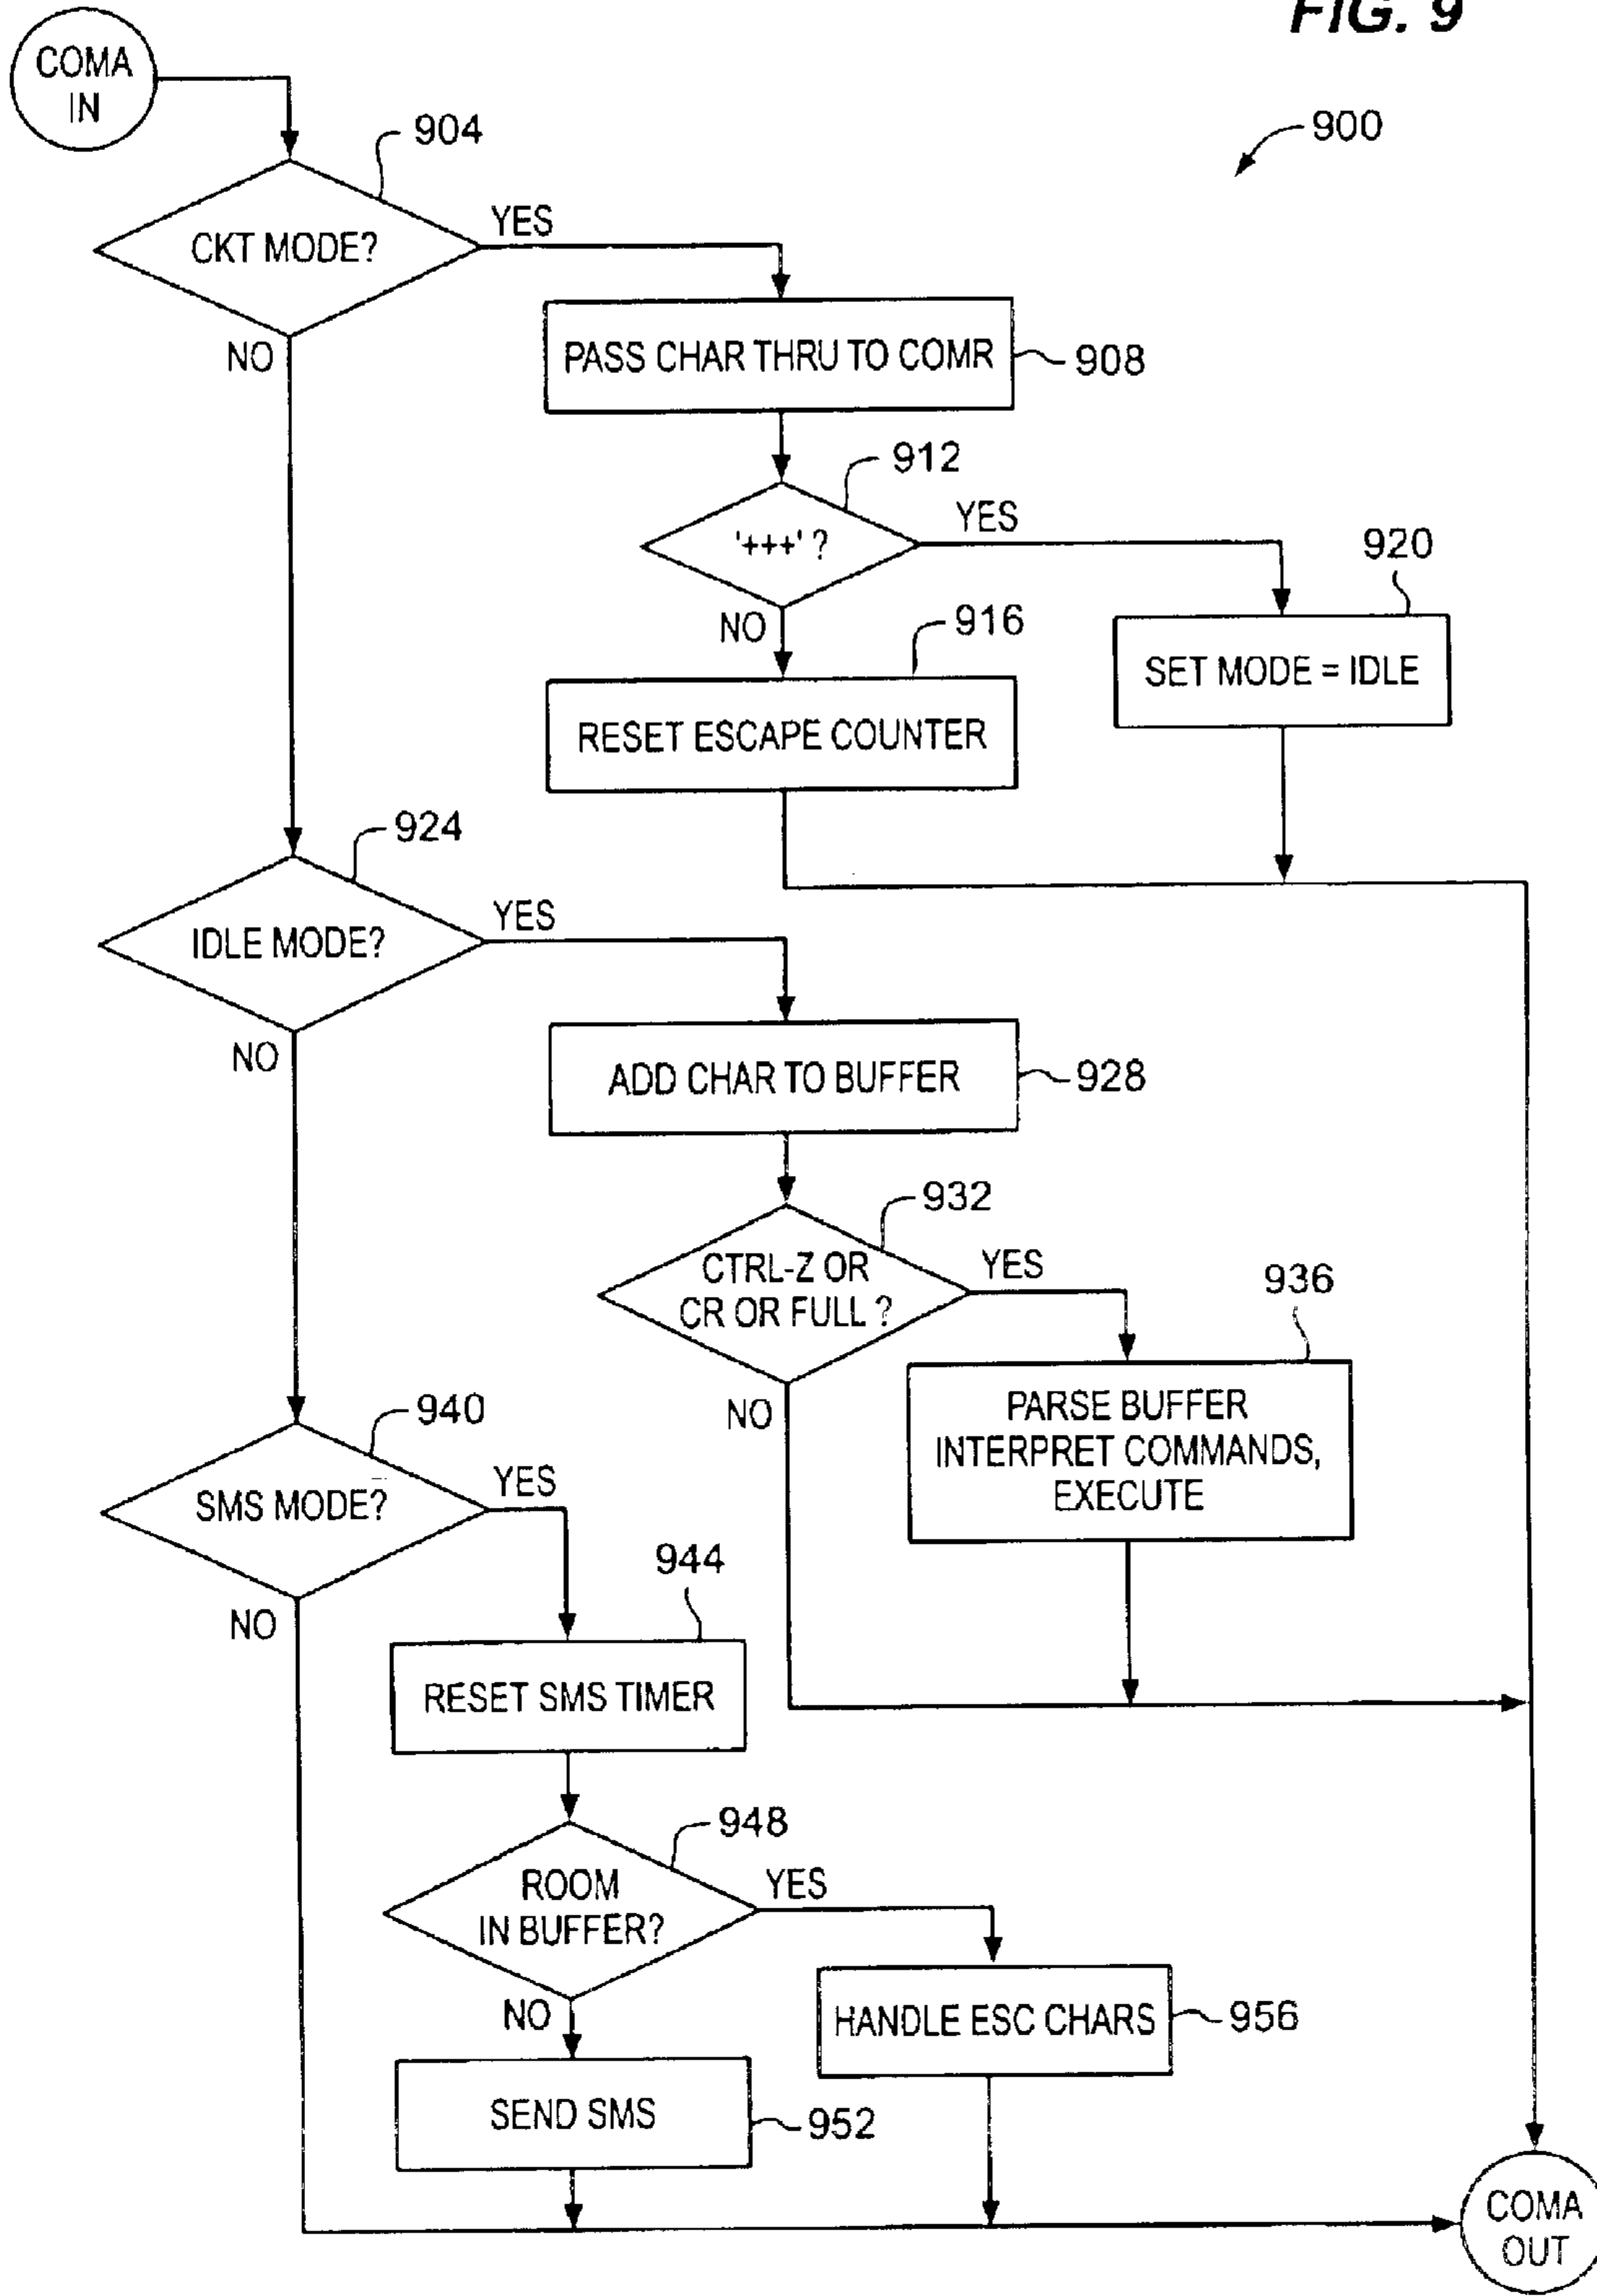 FIG. 9
COMA
IN
900
904
CKT MODE?
YES
NO
PASS CHAR THRU TO COMR
908
912
'+++' ?
YES
NO
916
RESET ESCAPE COUNTER
920
SET MODE = IDLE
924
IDLE MODE?
YES
NO
ADD CHAR TO BUFFER
928
932
CTRL-Z OR
CR OR FULL ?
YES
NO
936
PARSE BUFFER
INTERPRET COMMANDS,
EXECUTE
940
SMS MODE?
YES
NO
944
RESET SMS TIMER
948
ROOM
IN BUFFER?
YES
NO
HANDLE ESC CHARS
956
SEND SMS
952
COMA
OUT